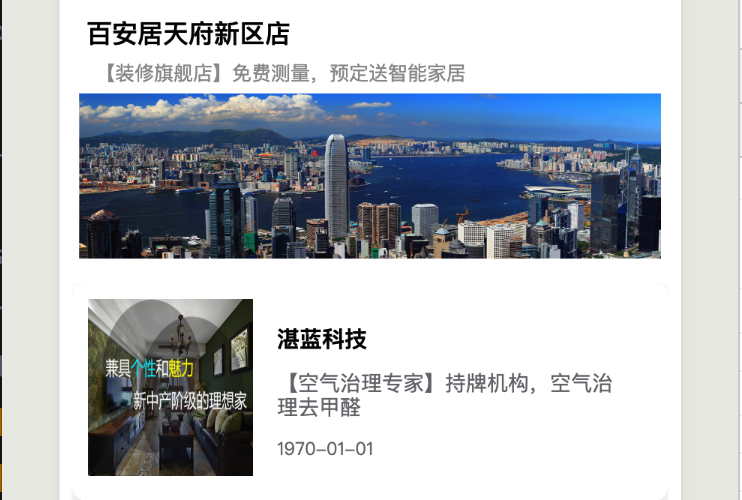 百安居天府新区店
【装修旗舰店】免费测量，预定送智能家居
兼具个性和魅力
新中产阶级的理想家
湛蓝科技
【空气治理专家】持牌机构，空气治
理去甲醛
1970-01-01